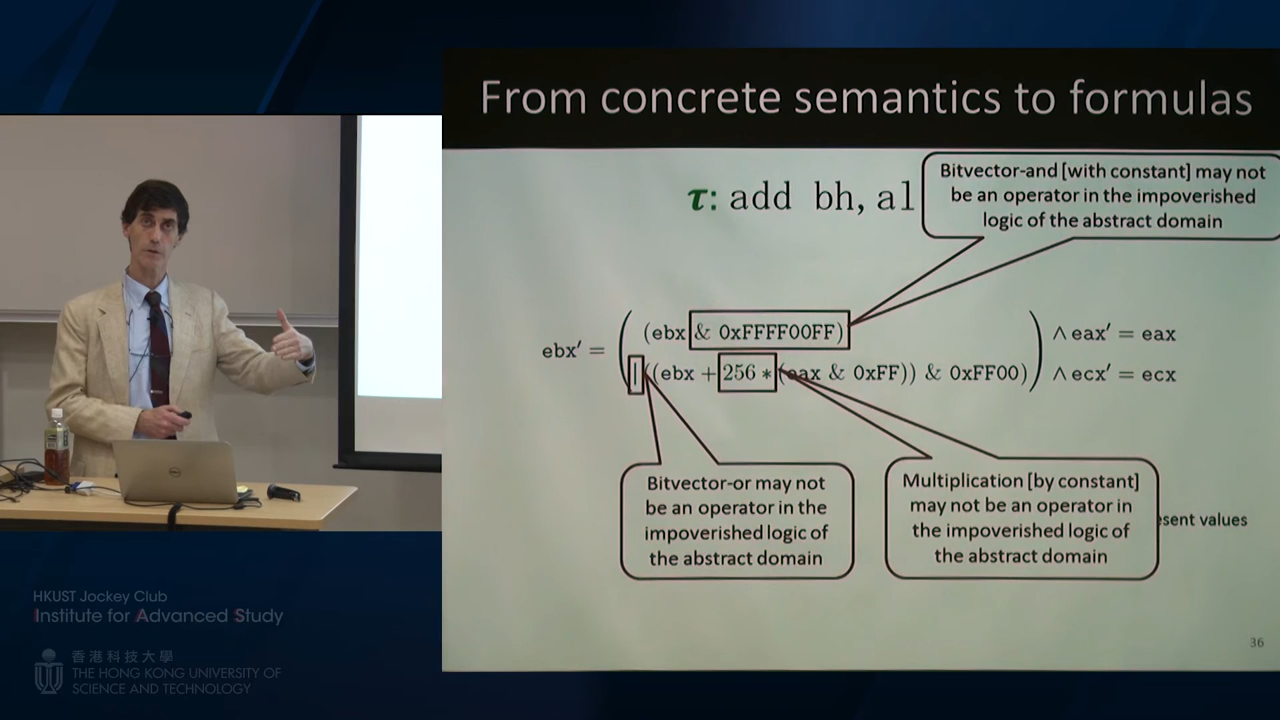 From concrete semantics to formulas
τ: add bh, al
Bitvector-and [with constant] may not
be an operator in the impoverished
logic of the abstract domain
ebx′ = ( (ebx & 0xFFFF00FF) ) ∧ eax′ = eax
| ((ebx + 256 * (eax & 0xFF)) & 0xFF00) ∧ ecx′ = ecx
Bitvector-or may not
be an operator in the
impoverished logic of
the abstract domain
Multiplication [by constant]
may not be an operator in
the impoverished logic of
the abstract domain
sent values
36
DELL
HKUST Jockey Club
Institute for Advanced Study
香港科技大學
THE HONG KONG UNIVERSITY OF
SCIENCE AND TECHNOLOGY